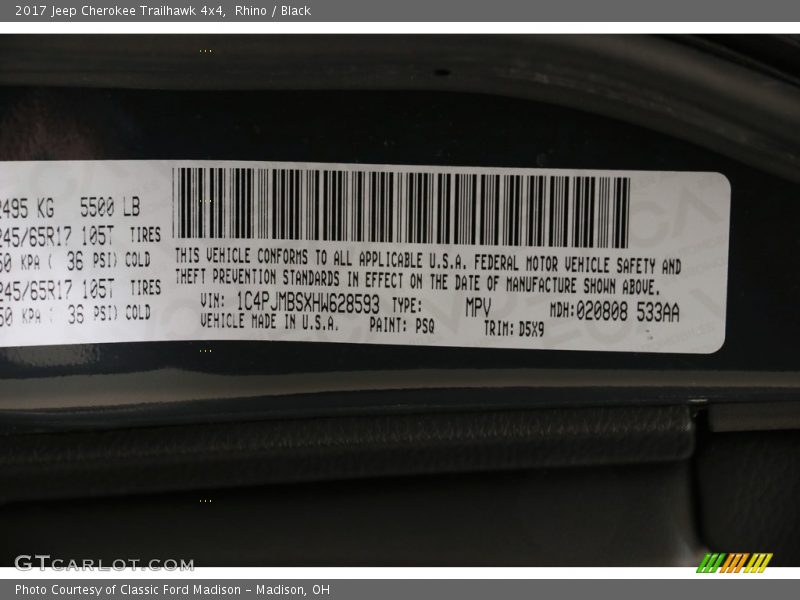 2017 Jeep Cherokee Trailhawk 4x4, Rhino / Black
2495 KG 5500 LB
245/65R17 105T TIRES
50 KPA ( 36 PSI) COLD
245/65R17 105T TIRES
50 KPA ( 36 PSI) COLD
THIS VEHICLE CONFORMS TO ALL APPLICABLE U.S.A. FEDERAL MOTOR VEHICLE SAFETY AND
THEFT PREVENTION STANDARDS IN EFFECT ON THE DATE OF MANUFACTURE SHOWN ABOVE.
VIN: 1C4PJMBSXHW628593 TYPE: MPV MDH:020808 533AA
VEHICLE MADE IN U.S.A. PAINT: PSQ TRIM: D5X9
GTCARLOT.COM
Photo Courtesy of Classic Ford Madison - Madison, OH